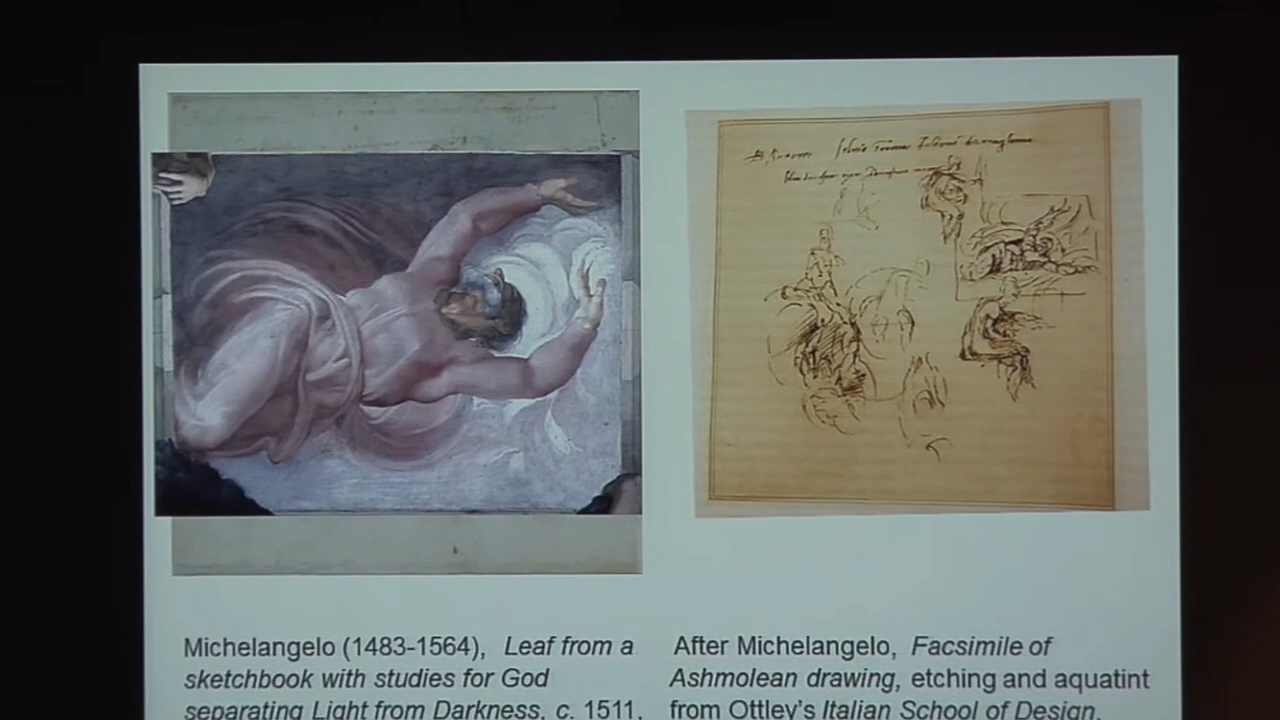 Michelangelo (1483-1564), Leaf from a
sketchbook with studies for God
separating Light from Darkness, c. 1511,
After Michelangelo, Facsimile of
Ashmolean drawing, etching and aquatint
from Ottley's Italian School of Design,